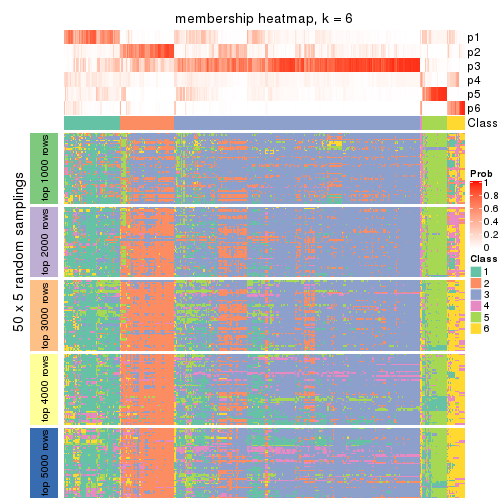 membership heatmap, k = 6
p1
p2
p3
p4
p5
p6
Class
50 x 5 random samplings
top 1000 rows
top 2000 rows
top 3000 rows
top 4000 rows
top 5000 rows
Prob
1
0.8
0.6
0.4
0.2
0
Class
1
2
3
4
5
6